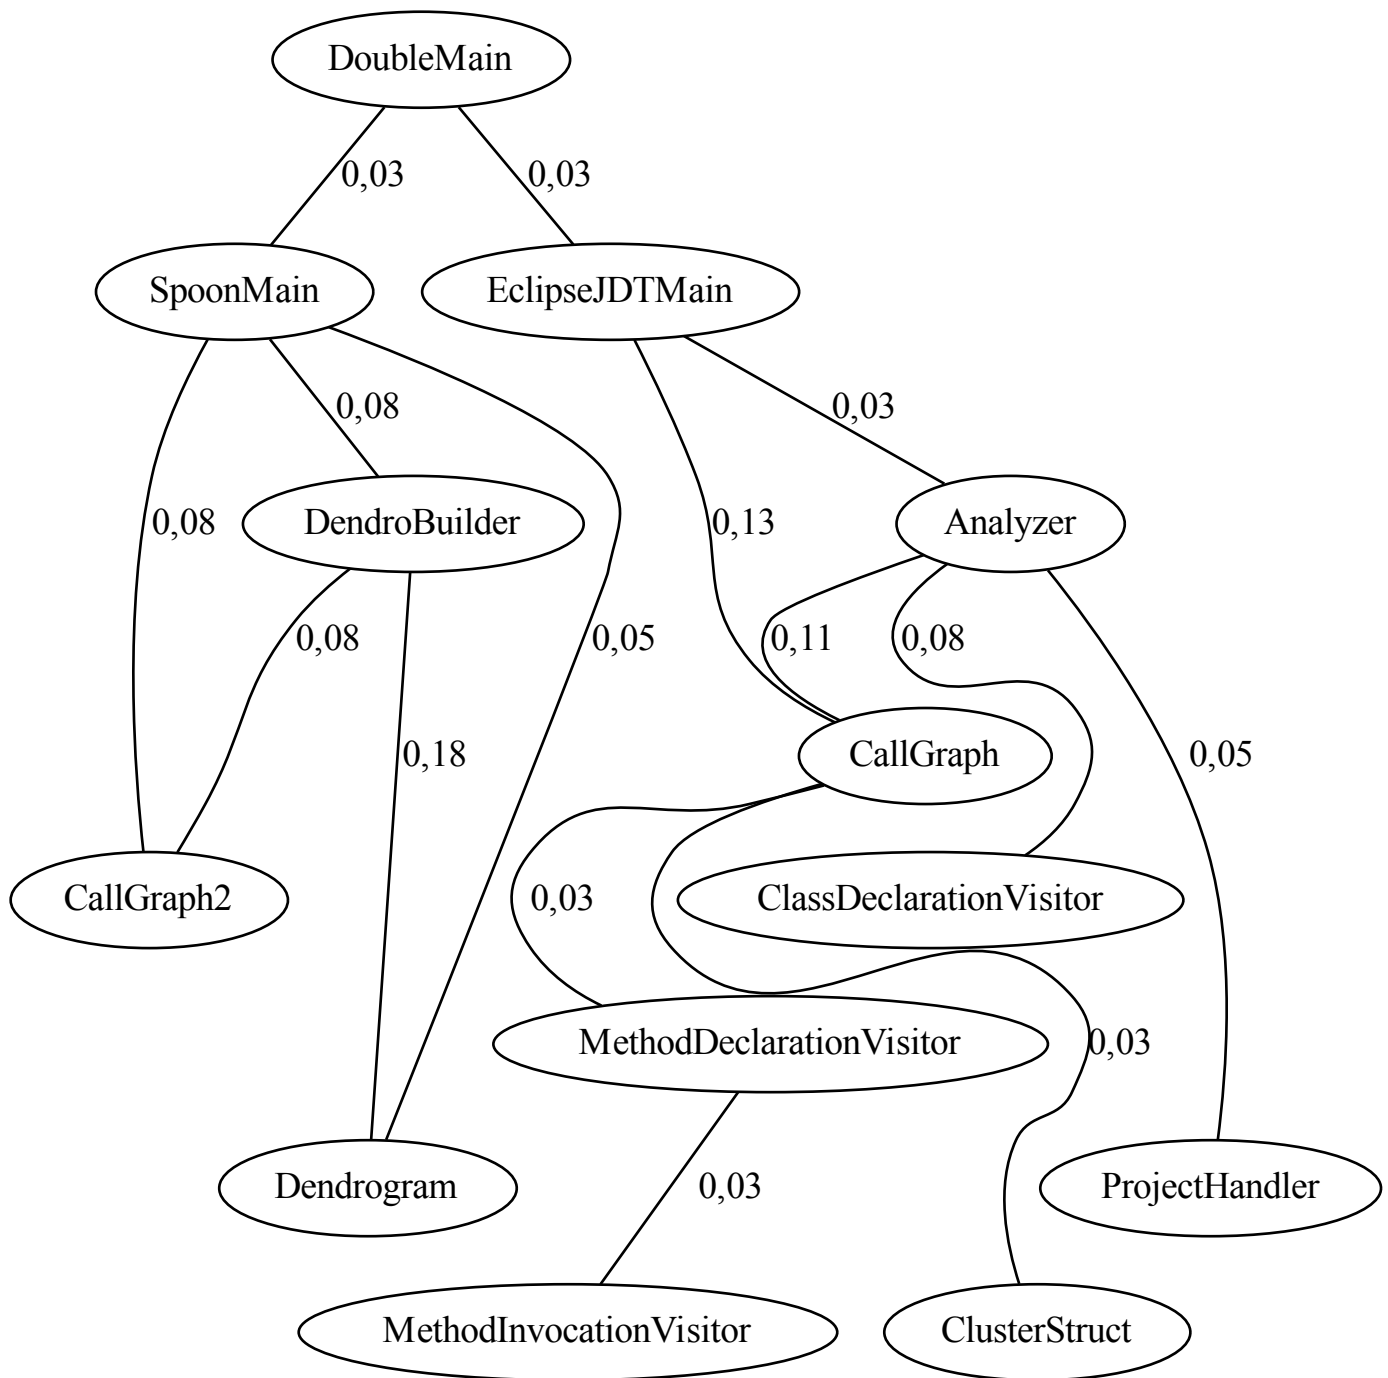 DoubleMain
0,03 0,03
SpoonMain EclipseJDTMain
0,08 0,03
0,08 DendroBuilder 0,13 Analyzer
0,08 0,05 0,11 0,08
0,18 CallGraph 0,05
CallGraph2 0,03 ClassDeclarationVisitor
MethodDeclarationVisitor 0,03
Dendrogram 0,03 ProjectHandler
MethodInvocationVisitor ClusterStruct